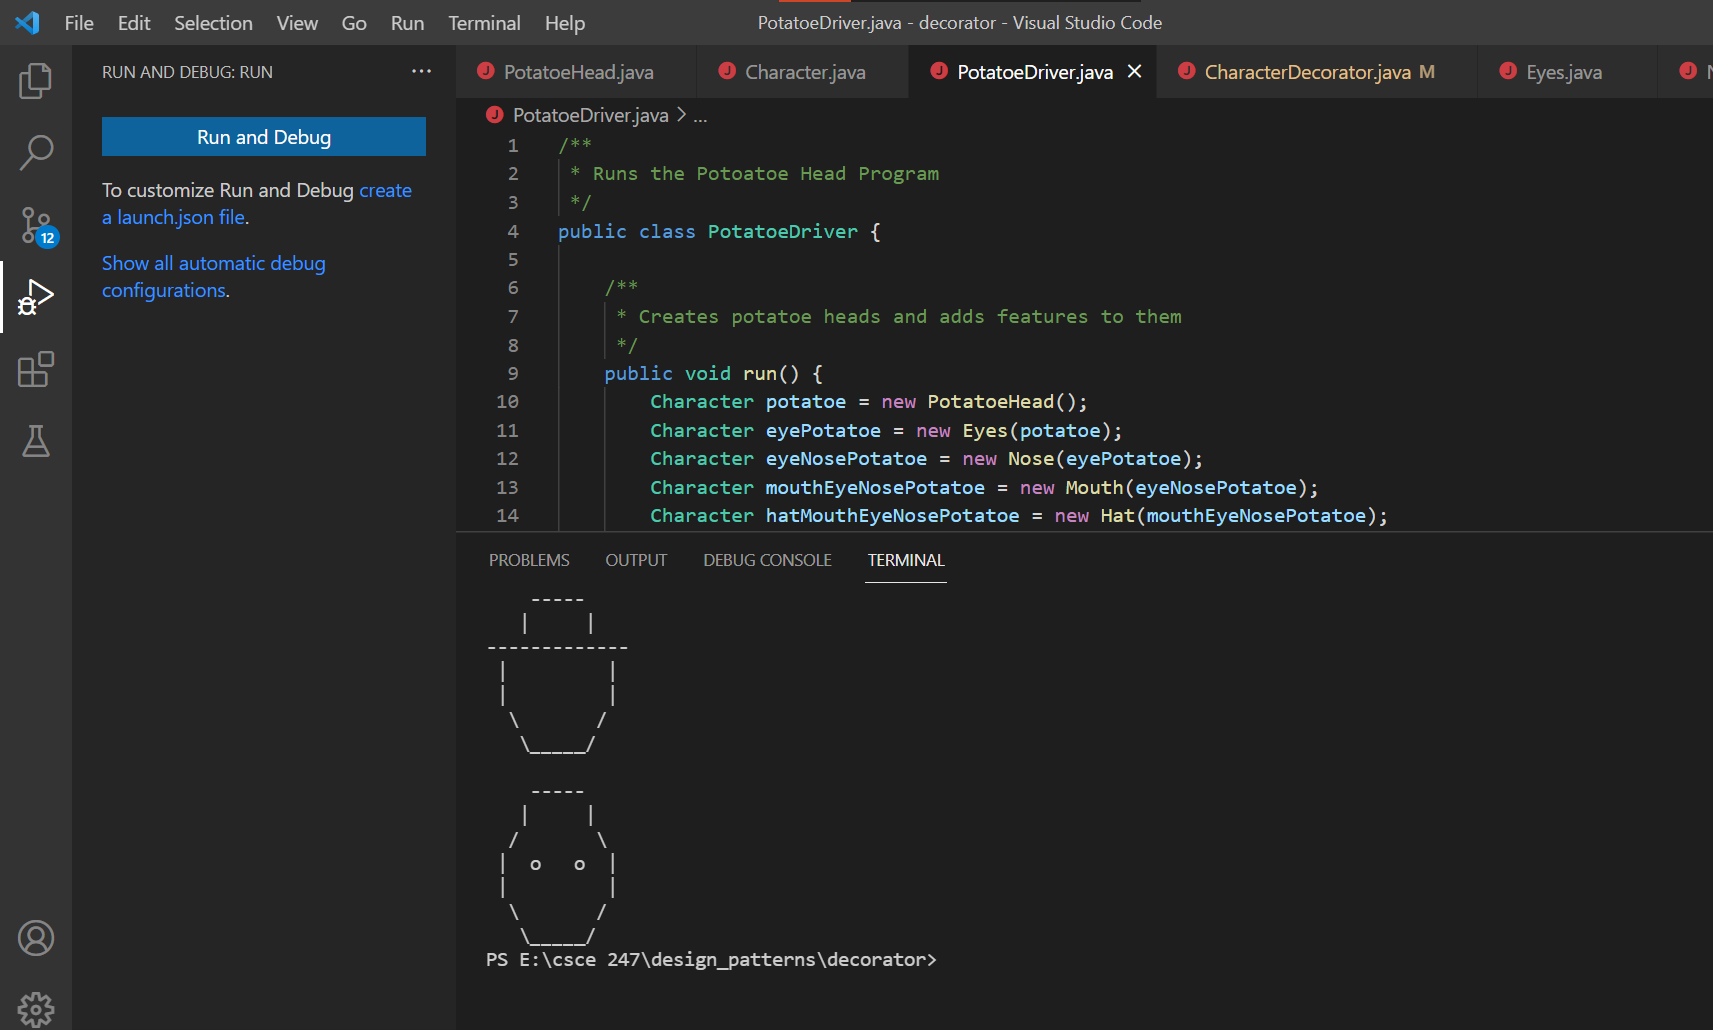 File Edit Selection View Go Run Terminal Help PotatoeDriver.java - decorator - Visual Studio Code
RUN AND DEBUG: RUN ...
Run and Debug
To customize Run and Debug create
a launch.json file.
Show all automatic debug
configurations.
12
J PotatoeHead.java J Character.java J PotatoeDriver.java × J CharacterDecorator.java M J Eyes.java J
J PotatoeDriver.java > ...
1 /**
2  * Runs the Potoatoe Head Program
3  */
4 public class PotatoeDriver {
5
6     /**
7      * Creates potatoe heads and adds features to them
8      */
9     public void run() {
10         Character potatoe = new PotatoeHead();
11         Character eyePotatoe = new Eyes(potatoe);
12         Character eyeNosePotatoe = new Nose(eyePotatoe);
13         Character mouthEyeNosePotatoe = new Mouth(eyeNosePotatoe);
14         Character hatMouthEyeNosePotatoe = new Hat(mouthEyeNosePotatoe);
PROBLEMS OUTPUT DEBUG CONSOLE TERMINAL
    -----
   |     |
-------------
 |         |
 |         |
  \       /
   \_____/

    -----
   |     |
  /       \
 |  o   o  |
 |         |
  \       /
   \_____/
PS E:\csce 247\design_patterns\decorator>